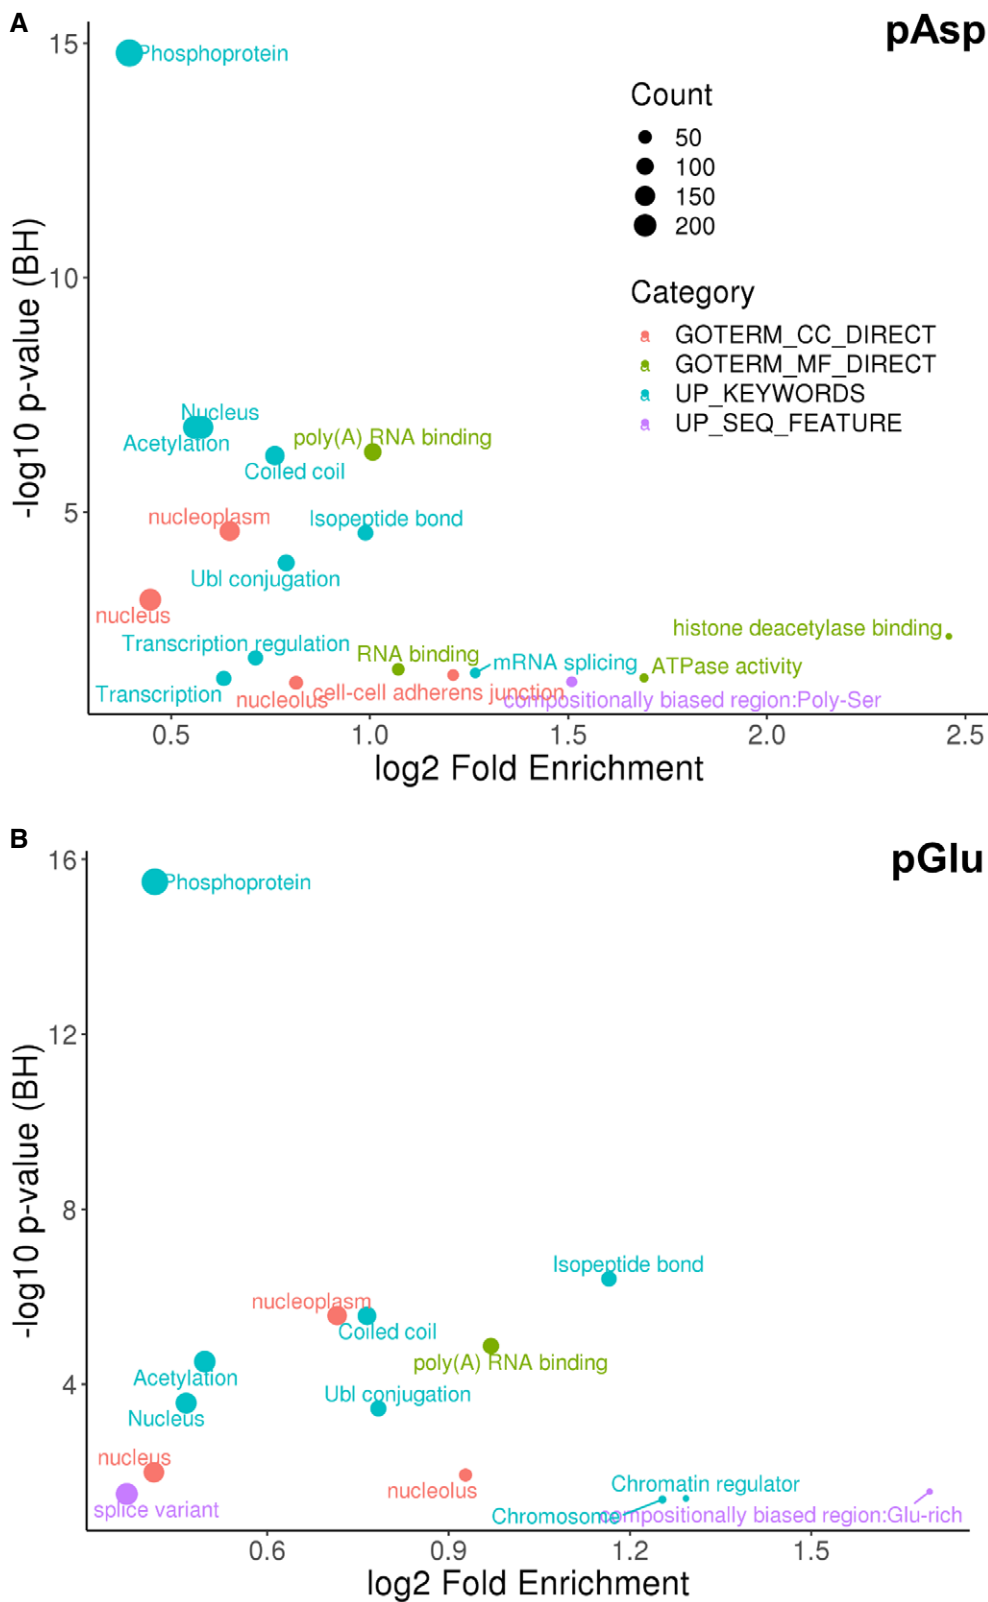 A
pAsp
15
Phosphoprotein
Count
50
100
150
200
10
Category
GOTERM_CC_DIRECT
GOTERM_MF_DIRECT
UP_KEYWORDS
UP_SEQ_FEATURE
-log10 p-value (BH)
Nucleus
Acetylation
poly(A) RNA binding
Coiled coil
5
nucleoplasm
Isopeptide bond
Ubl conjugation
nucleus
histone deacetylase binding
Transcription regulation
RNA binding
mRNA splicing
ATPase activity
Transcription
nucleolus
cell-cell adherens junction
compositionally biased region:Poly-Ser
0.5 1.0 1.5 2.0 2.5
log2 Fold Enrichment
B
pGlu
16
Phosphoprotein
12
-log10 p-value (BH)
8
Isopeptide bond
nucleoplasm
Coiled coil
poly(A) RNA binding
4
Acetylation
Ubl conjugation
Nucleus
nucleus
nucleolus
Chromatin regulator
splice variant
Chromosome
compositionally biased region:Glu-rich
0.6 0.9 1.2 1.5
log2 Fold Enrichment